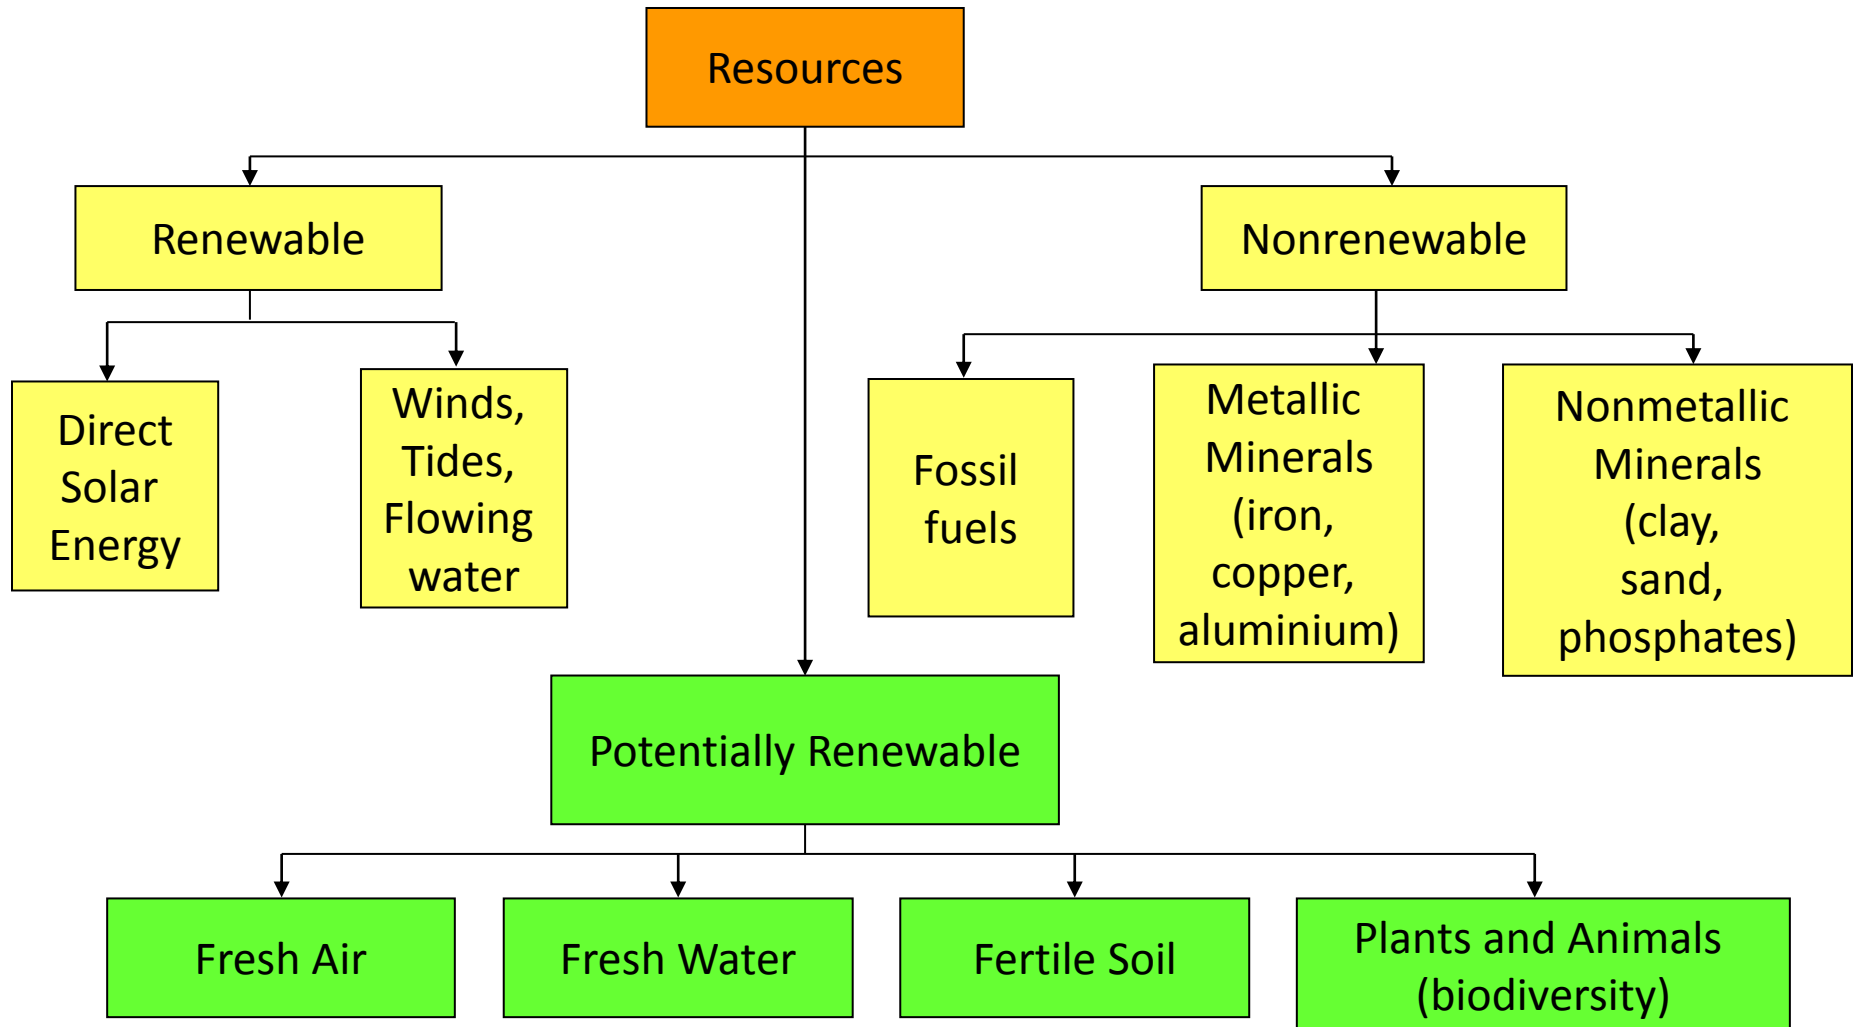 Resources
Renewable
Nonrenewable
Direct
Solar
Energy
Winds,
Tides,
Flowing
water
Fossil
fuels
Metallic
Minerals
(iron,
copper,
aluminium)
Nonmetallic
Minerals
(clay,
sand,
phosphates)
Potentially Renewable
Fresh Air
Fresh Water
Fertile Soil
Plants and Animals
(biodiversity)